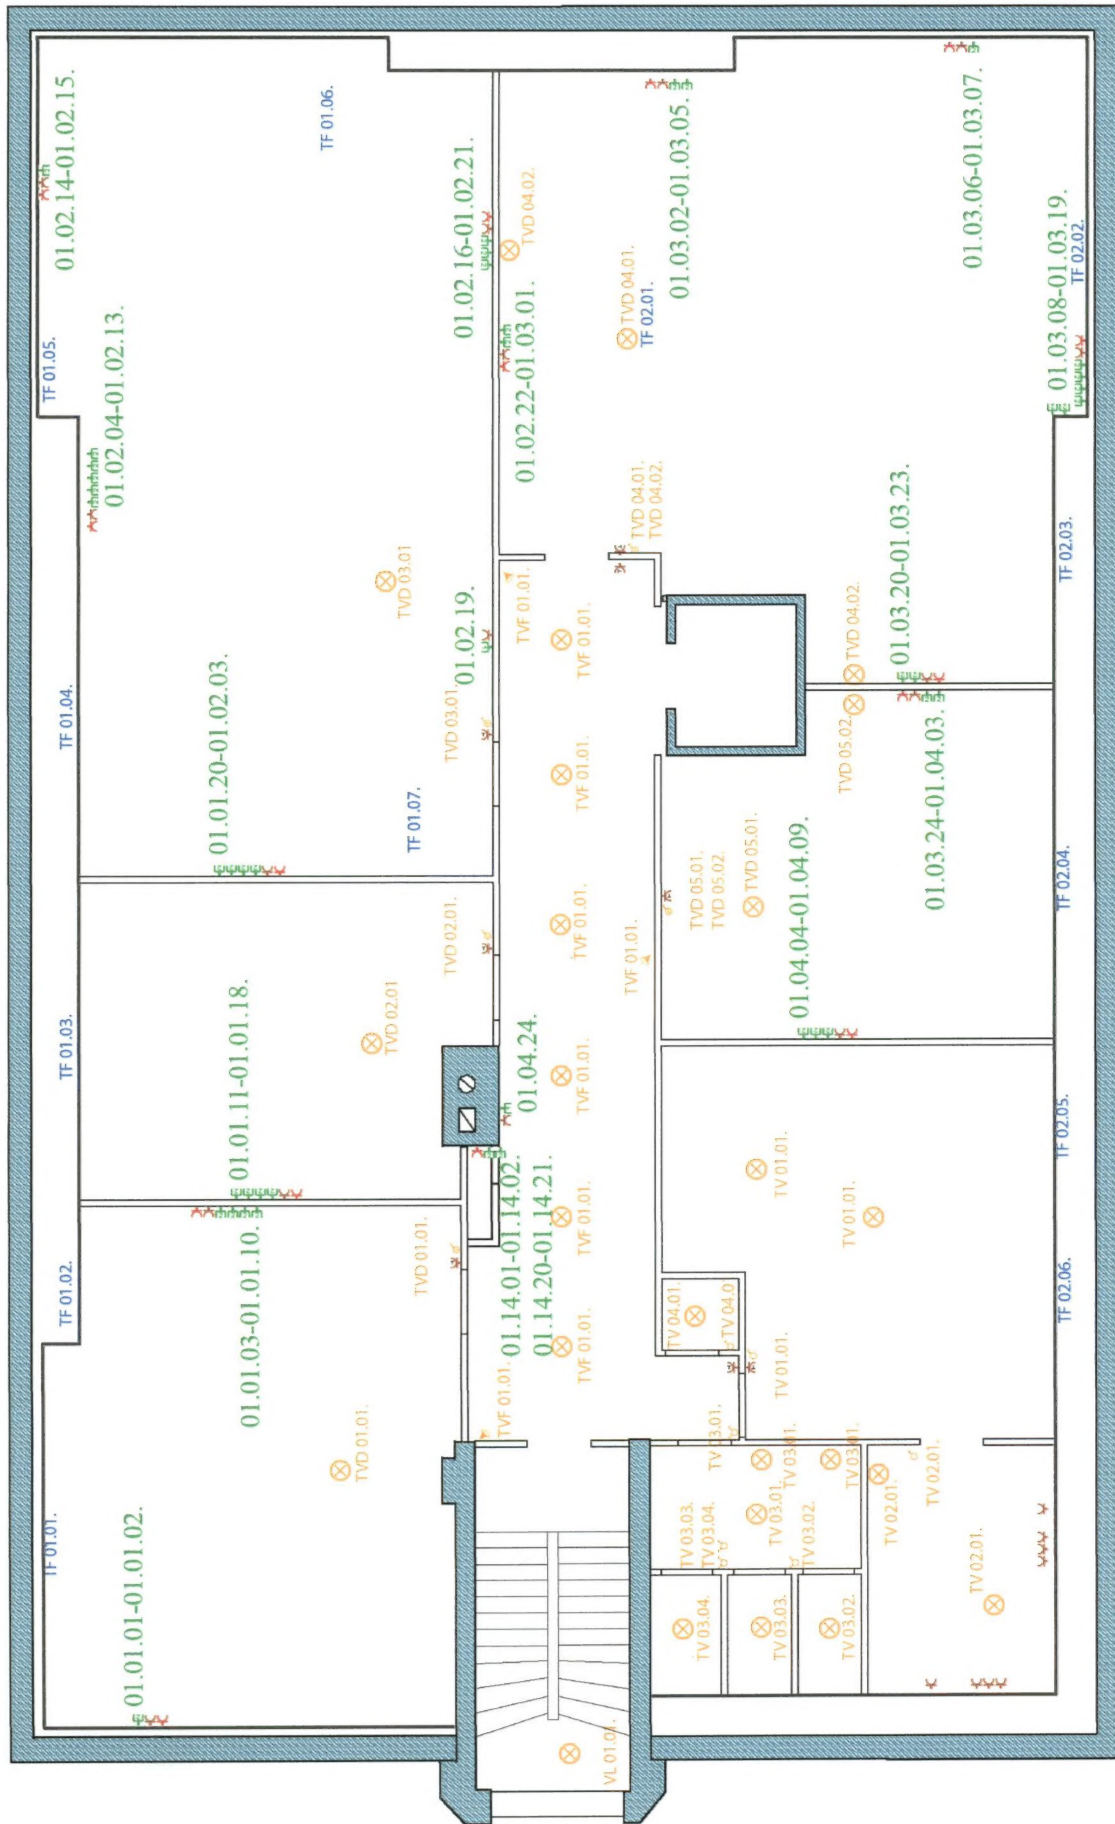 01.02.14-01.02.15.
TF 01.06.
01.03.06-01.03.07.
01.03.02-01.03.05.
01.02.16-01.02.21.
TVD 04.02.
TF 01.05.
01.02.04-01.02.13.
01.02.22-01.03.01.
TVD 04.01.
TF 02.01.
01.03.08-01.03.19.
TF 02.02.
TVD 03.01
TVF 01.01.
TVD 04.01.
TVD 04.02.
TF 02.03.
01.02.19.
TVF 01.01.
01.03.20-01.03.23.
TVD 04.02.
TF 01.04.
01.01.20-01.02.03.
TVD 03.01.
TF 01.07.
TVF 01.01.
TVD 05.02.
01.03.24-01.04.03.
TVD 05.01.
TVD 05.02.
TVD 05.01.
01.04.04-01.04.09.
TF 02.04.
TVD 02.01.
TVF 01.01.
TVF 01.01.
TF 01.03.
01.01.11-01.01.18.
TVD 02.01
01.04.24.
TVF 01.01.
TF 02.05.
TV 01.01.
TV 01.01.
TF 01.02.
01.01.03-01.01.10.
TVD 01.01.
01.14.01-01.14.02.
01.14.20-01.14.21.
TVF 01.01.
TVF 01.01.
TV 04.01.
TV 04.0
TF 02.06.
TV 01.01.
TVF 01.01.
TV 03.01.
TV 03.01.
TV 03.01.
TV 02.01.
TV 02.01.
TVD 01.01.
TF 01.01.
01.01.01-01.01.02.
TV 03.03.
TV 03.04.
TV 03.01.
TV 03.02.
TV 02.01.
TV 03.04.
TV 03.03.
TV 03.02.
VL 01.01.